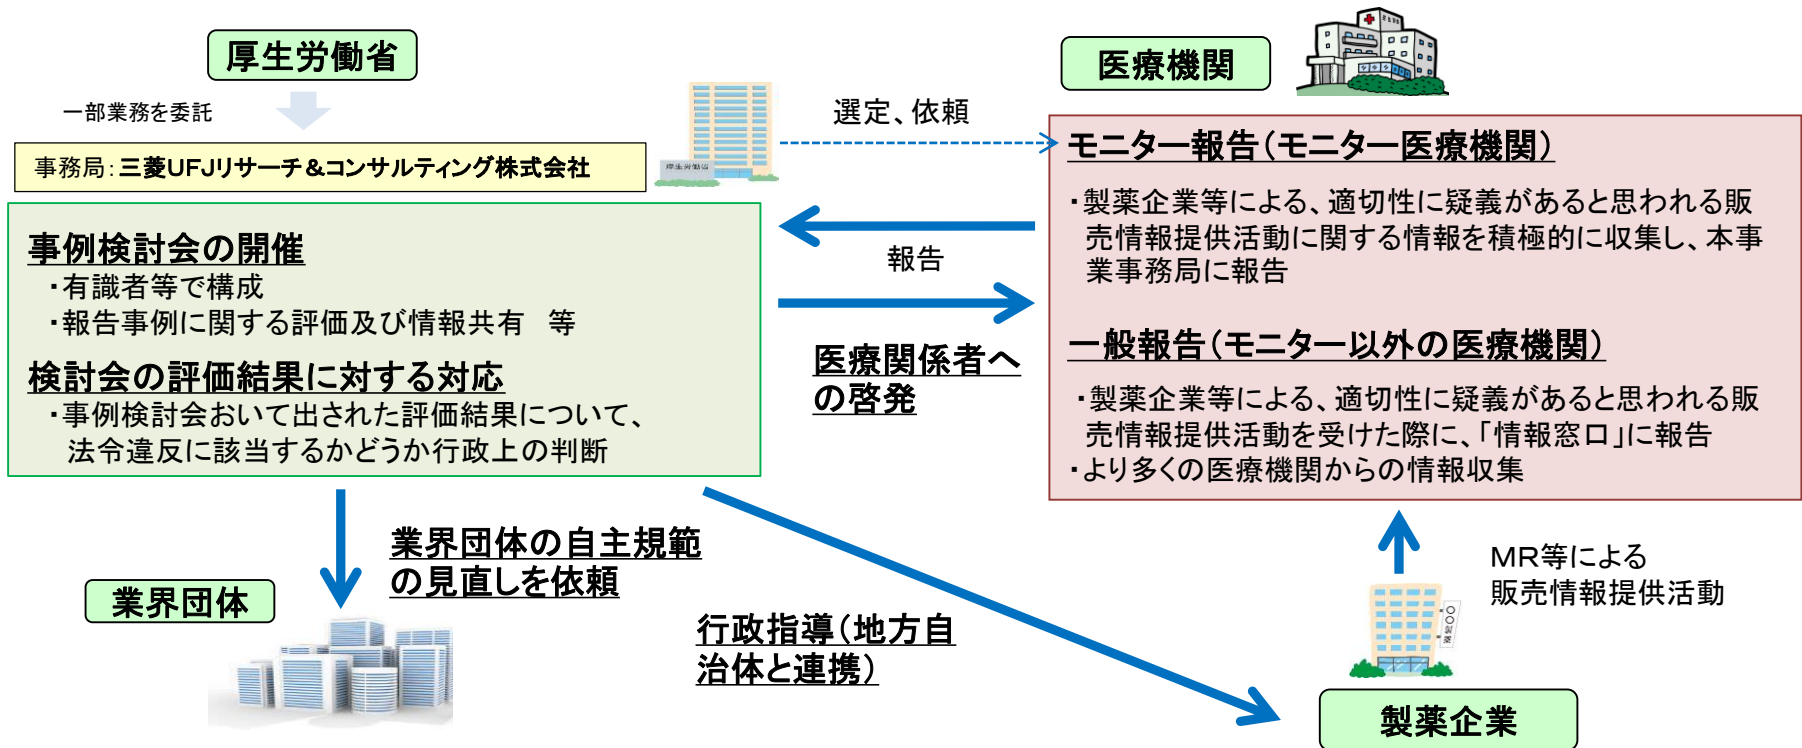 厚生労働省
一部業務を委託
事務局：三菱UFJリサーチ＆コンサルティング株式会社
厚生労働省
事例検討会の開催
・有識者等で構成
・報告事例に関する評価及び情報共有　等
検討会の評価結果に対する対応
・事例検討会おいて出された評価結果について、
法令違反に該当するかどうか行政上の判断
選定、依頼
報告
医療関係者へ
の啓発
医療機関
モニター報告（モニター医療機関）
・製薬企業等による、適切性に疑義があると思われる販
売情報提供活動に関する情報を積極的に収集し、本事
業事務局に報告
一般報告（モニター以外の医療機関）
・製薬企業等による、適切性に疑義があると思われる販
売情報提供活動を受けた際に、「情報窓口」に報告
・より多くの医療機関からの情報収集
業界団体の自主規範
の見直しを依頼
業界団体
行政指導（地方自
治体と連携）
ＭＲ等による
販売情報提供活動
〇〇製薬
製薬企業